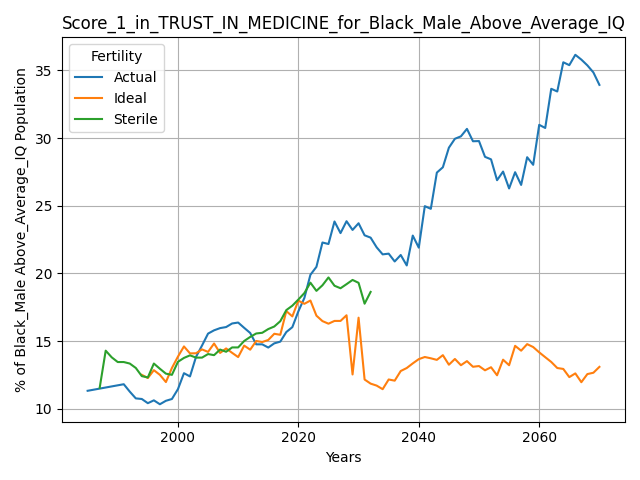 Score_1_in_TRUST_IN_MEDICINE_for_Black_Male_Above_Average_IQ
% of Black_Male Above_Average_IQ Population
35
30
25
20
15
10
Fertility
Actual
Ideal
Sterile
2000
2020
2040
2060
Years